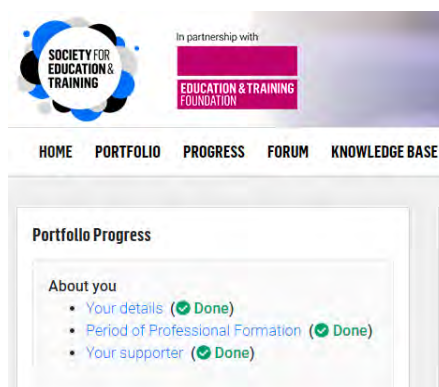 SOCIETY FOR
EDUCATION &
TRAINING
In partnership with
EDUCATION & TRAINING
FOUNDATION
HOME PORTFOLIO PROGRESS FORUM KNOWLEDGE BASE
Portfolio Progress
About you
Your details (Done)
Period of Professional Formation (Done)
Your supporter (Done)